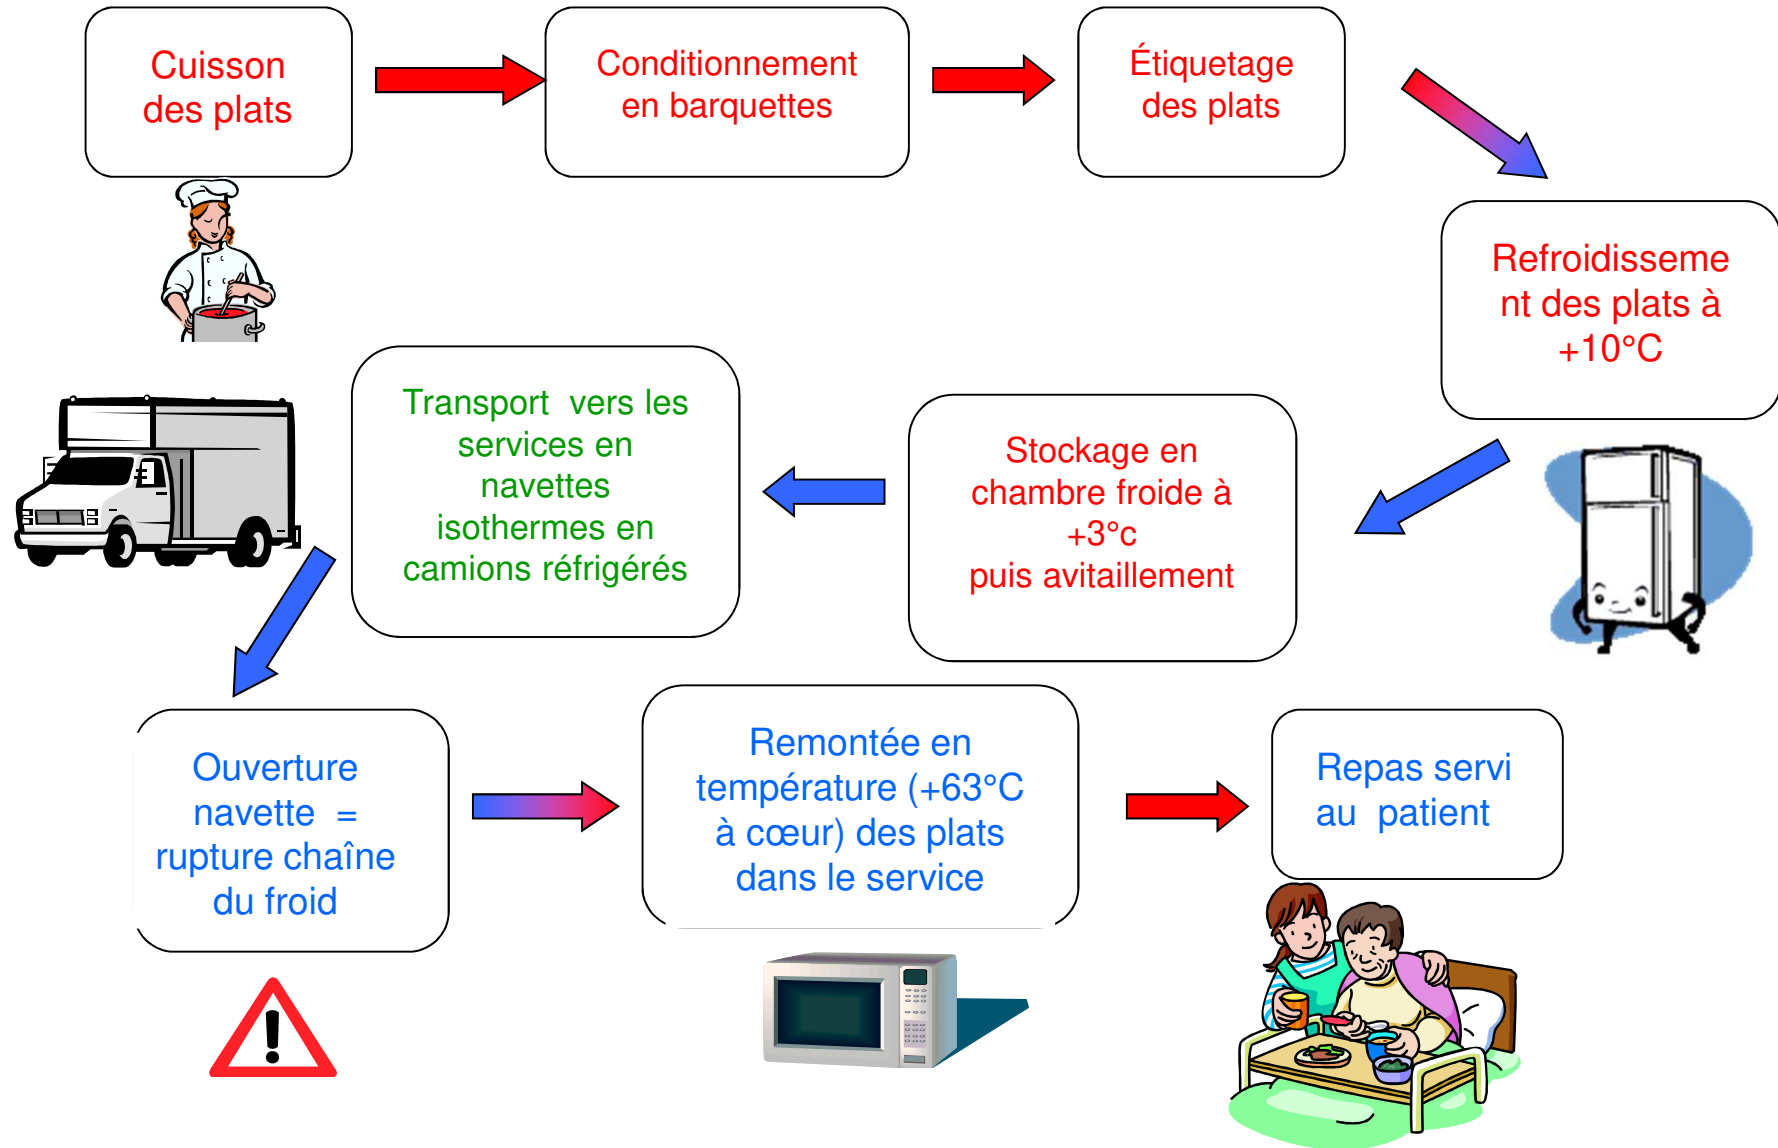 Cuisson
des plats
Conditionnement
en barquettes
Étiquetage
des plats
Refroidisseme
nt des plats à
+10°C
Stockage en
chambre froide à
+3°c
puis avitaillement
Transport vers les
services en
navettes
isothermes en
camions réfrigérés
Ouverture
navette =
rupture chaîne
du froid
Remontée en
température (+63°C
à cœur) des plats
dans le service
Repas servi
au patient